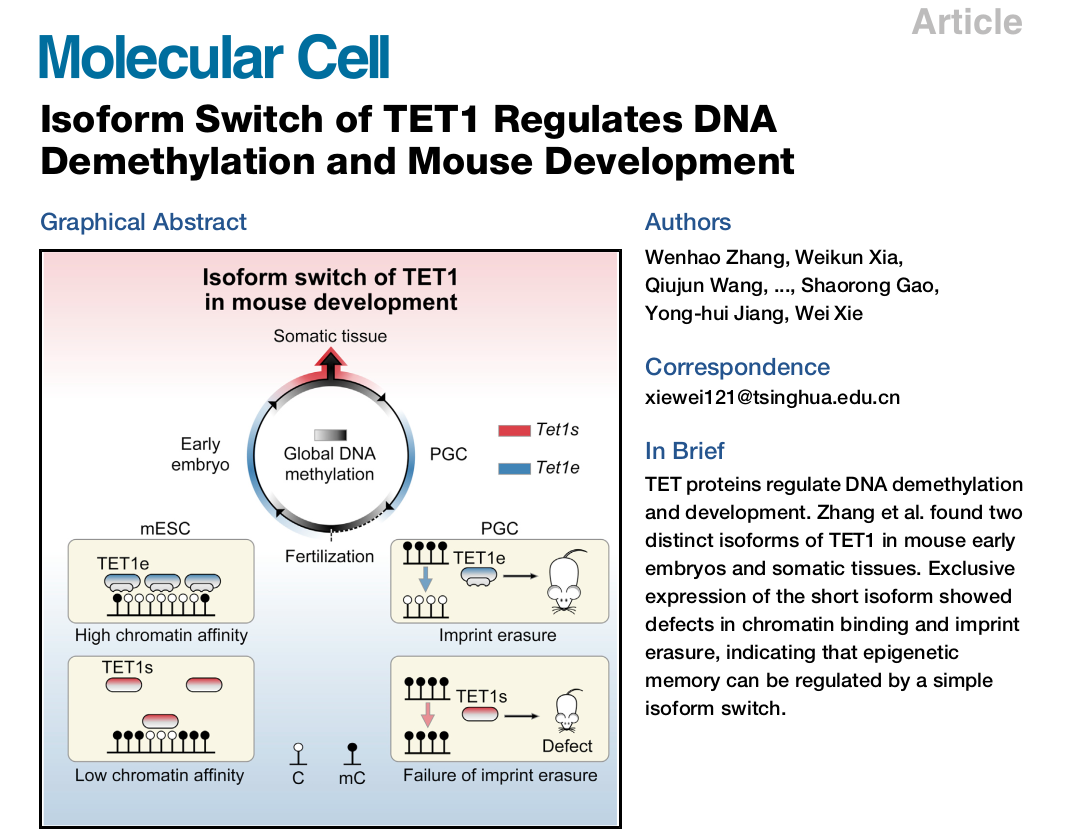 Article
Molecular Cell
Isoform Switch of TET1 Regulates DNA
Demethylation and Mouse Development
Graphical Abstract
Isoform switch of TET1
in mouse development
Somatic tissue
Early
embryo
Global DNA
methylation
PGC
Tet1s
Tet1e
Fertilization
mESC
TET1e
High chromatin affinity
PGC
TET1e
Imprint erasure
TET1s
Low chromatin affinity
C
mC
TET1s
Defect
Failure of imprint erasure
Authors
Wenhao Zhang, Weikun Xia,
Qiujun Wang, ..., Shaorong Gao,
Yong-hui Jiang, Wei Xie
Correspondence
xiewei121@tsinghua.edu.cn
In Brief
TET proteins regulate DNA demethylation
and development. Zhang et al. found two
distinct isoforms of TET1 in mouse early
embryos and somatic tissues. Exclusive
expression of the short isoform showed
defects in chromatin binding and imprint
erasure, indicating that epigenetic
memory can be regulated by a simple
isoform switch.